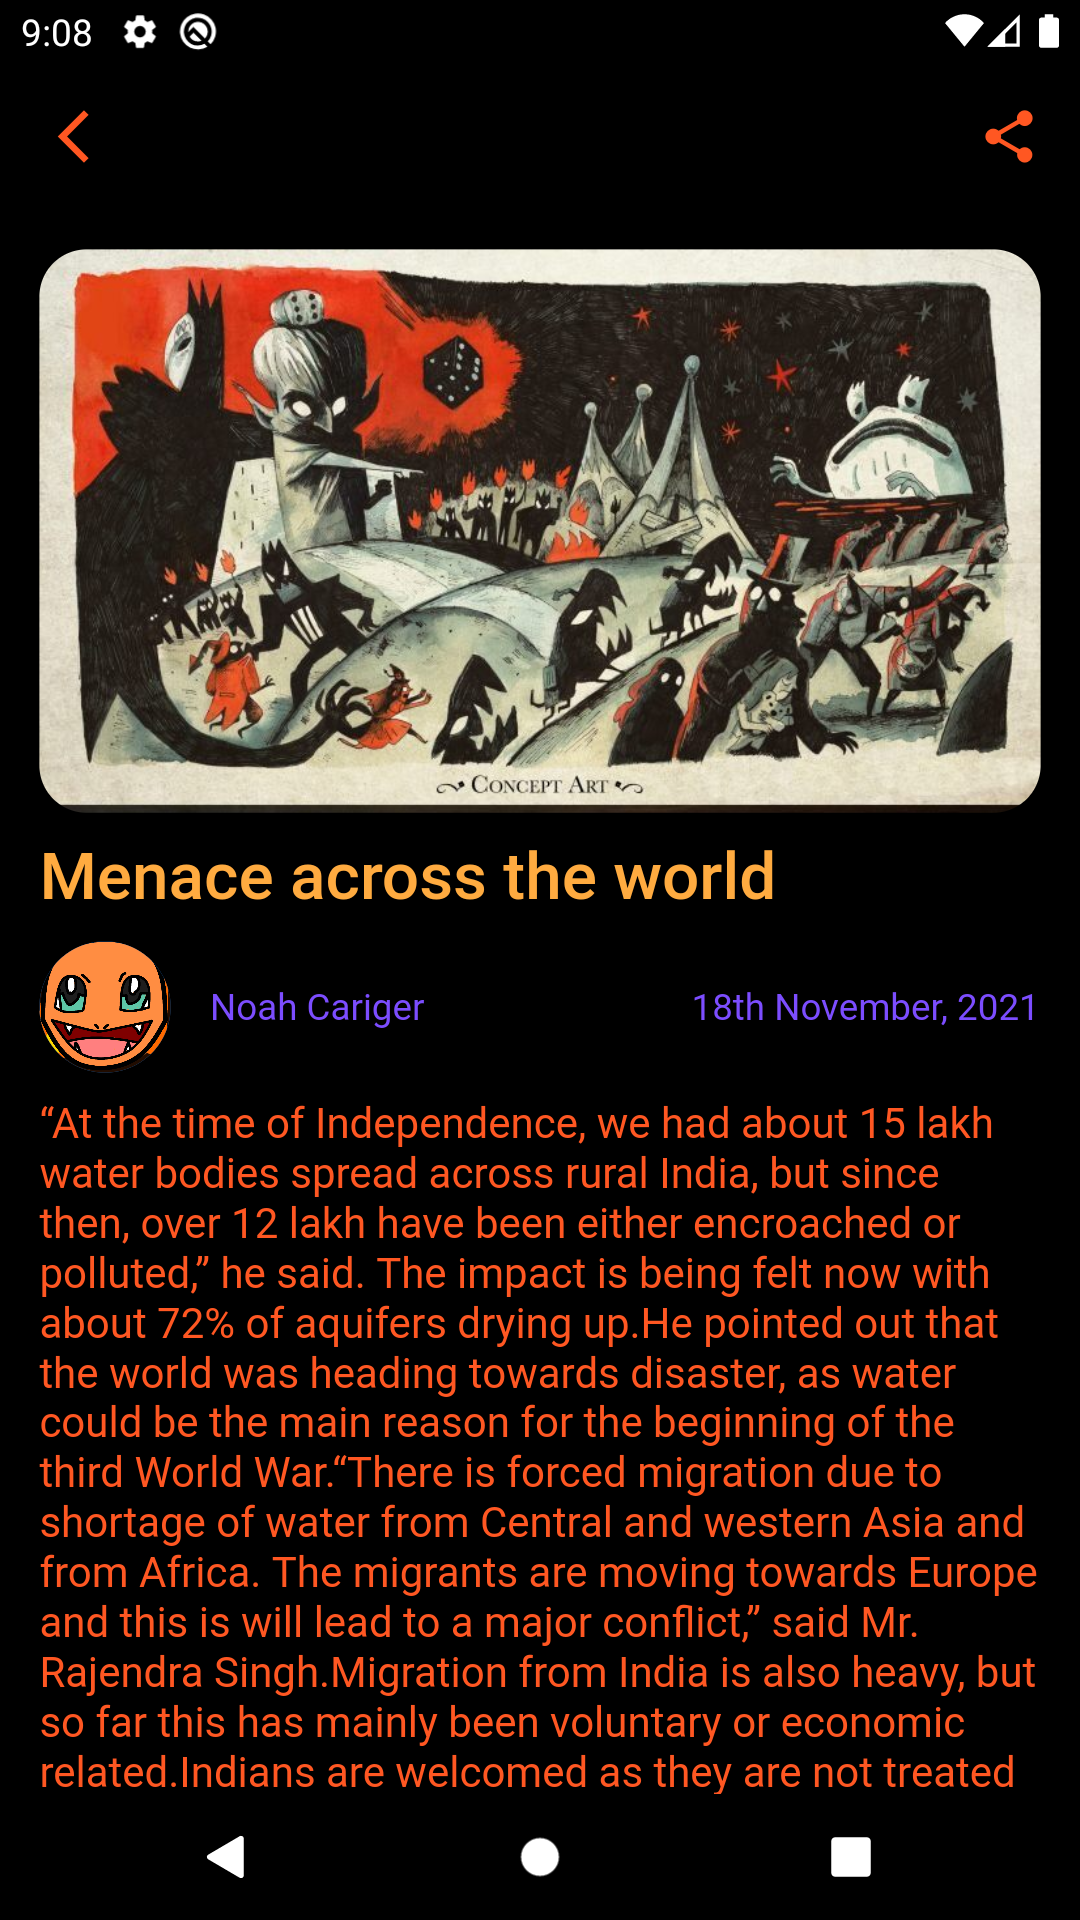 9:08
CONCEPT ART
Menace across the world
Noah Cariger
18th November, 2021
“At the time of Independence, we had about 15 lakh
water bodies spread across rural India, but since
then, over 12 lakh have been either encroached or
polluted,” he said. The impact is being felt now with
about 72% of aquifers drying up.He pointed out that
the world was heading towards disaster, as water
could be the main reason for the beginning of the
third World War.“There is forced migration due to
shortage of water from Central and western Asia and
from Africa. The migrants are moving towards Europe
and this is will lead to a major conflict,” said Mr.
Rajendra Singh.Migration from India is also heavy, but
so far this has mainly been voluntary or economic
related.Indians are welcomed as they are not treated